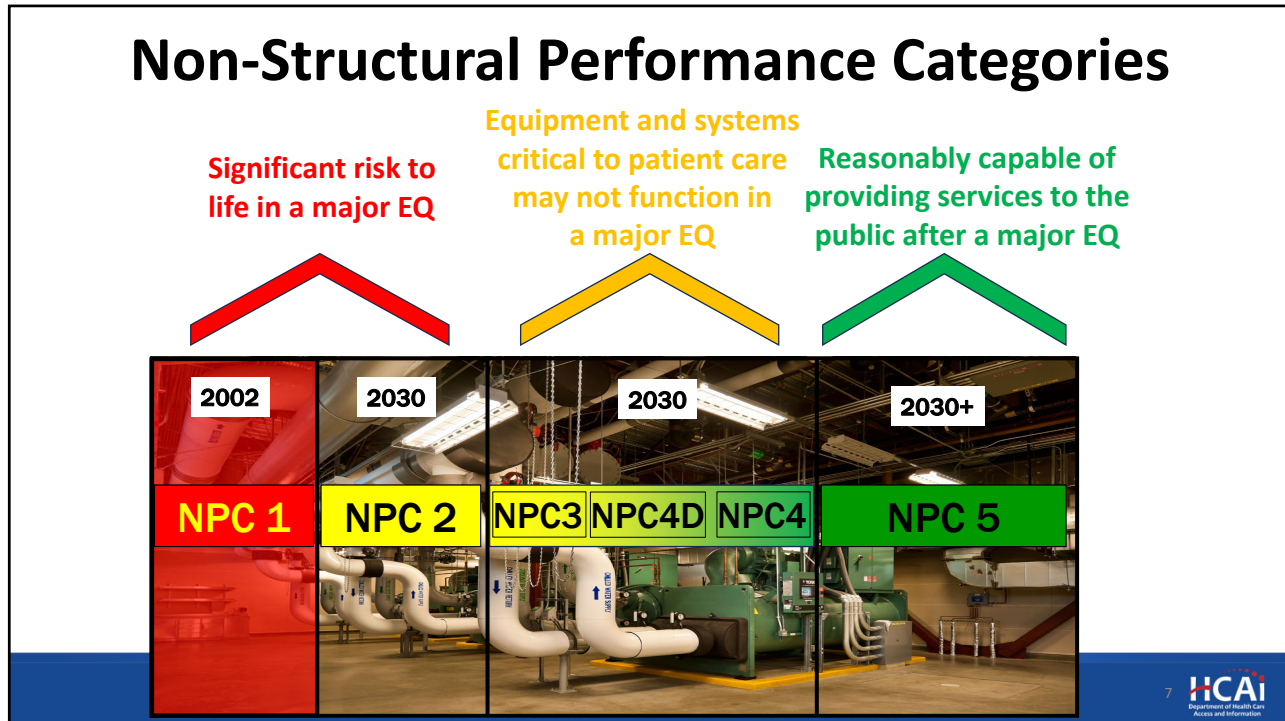 Non-Structural Performance Categories
Significant risk to
life in a major EQ
Equipment and systems
critical to patient care
may not function in
a major EQ
Reasonably capable of
providing services to the
public after a major EQ
2002
2030
2030
2030+
NPC 1
NPC 2
NPC3
NPC4D
NPC4
NPC 5
7
HCAi
Department of Health Care
Access and Information